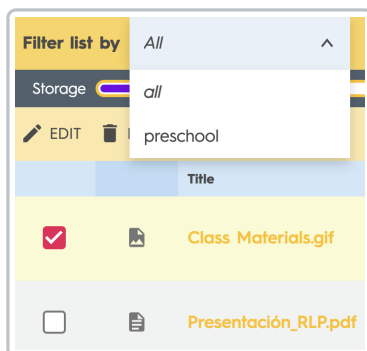 Filter list by All
Storage
all
EDIT
preschool
Title
Class Materials.gif
Presentación_RLP.pdf